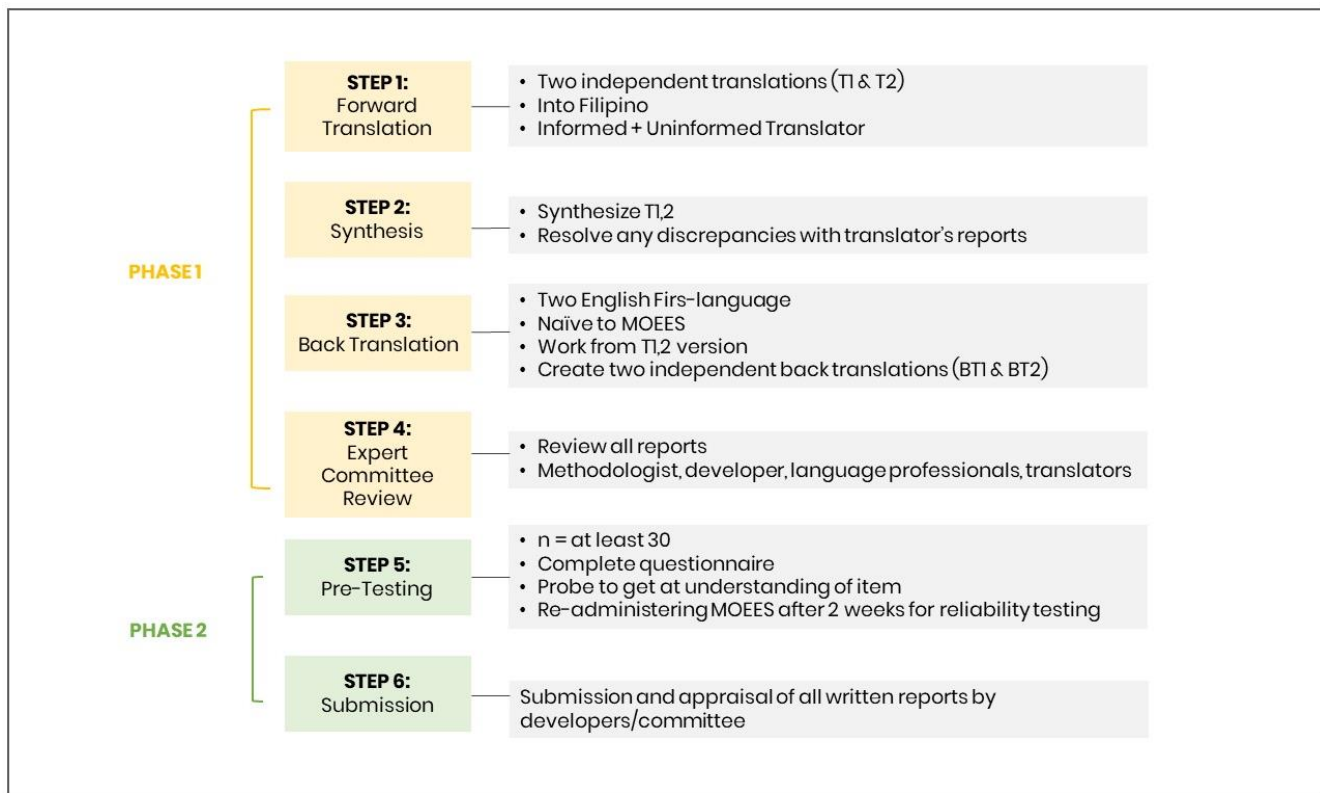 PHASE 1
STEP 1:
Forward
Translation
• Two independent translations (T1 & T2)
• Into Filipino
• Informed + Uninformed Translator
STEP 2:
Synthesis
• Synthesize T1,2
• Resolve any discrepancies with translator’s reports
STEP 3:
Back Translation
• Two English Firs-language
• Naïve to MOEES
• Work from T1,2 version
• Create two independent back translations (BT1 & BT2)
STEP 4:
Expert
Committee
Review
• Review all reports
• Methodologist, developer, language professionals, translators
PHASE 2
STEP 5:
Pre-Testing
• n = at least 30
• Complete questionnaire
• Probe to get at understanding of item
• Re-administering MOEES after 2 weeks for reliability testing
STEP 6:
Submission
Submission and appraisal of all written reports by
developers/committee